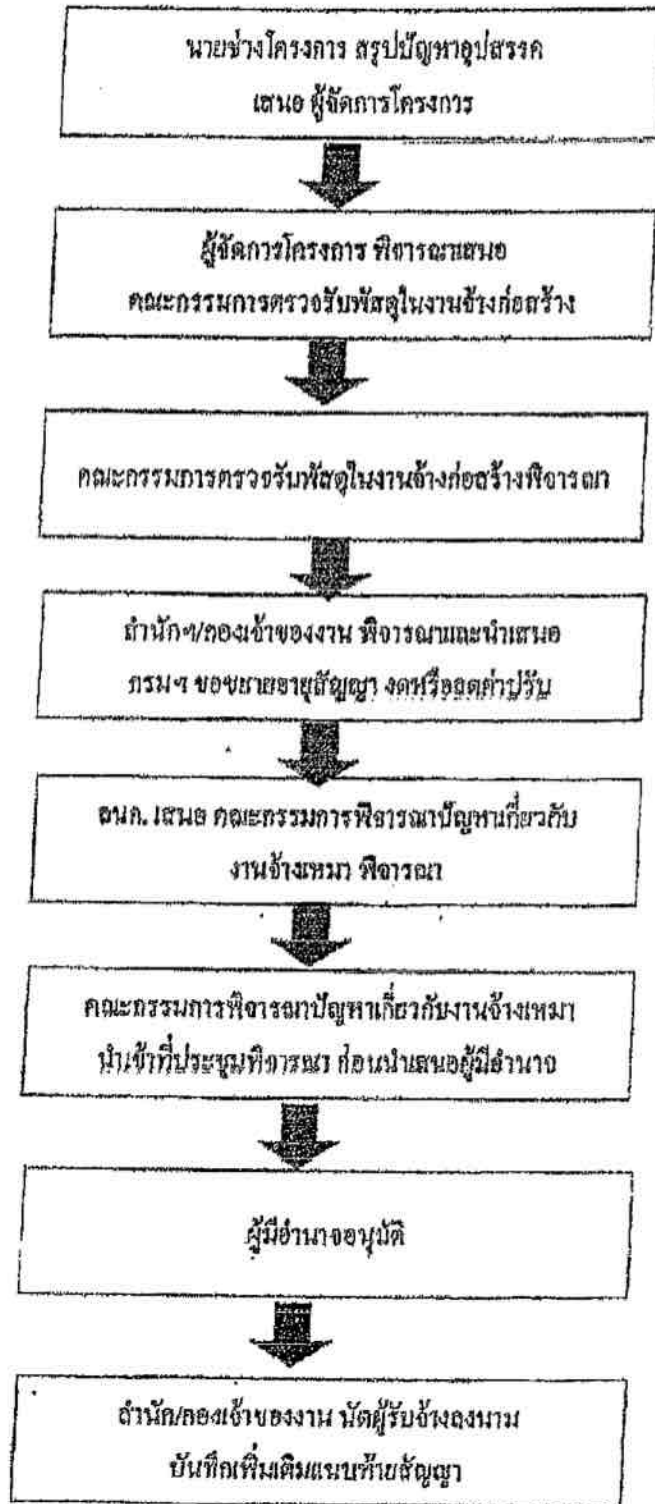 นายช่างโครงการ สรุปปัญหาอุปสรรค
เสนอ ผู้จัดการโครงการ
ผู้จัดการโครงการ พิจารณาเสนอ
คณะกรรมการตรวจรับพัสดุในงานจ้างก่อสร้าง
คณะกรรมการตรวจรับพัสดุในงานจ้างก่อสร้างพิจารณา
สำนักฯ/กองเจ้าของงาน พิจารณาและนำเสนอ
กรมฯ ขอขยายอายุสัญญา งดหรือลดค่าปรับ
เสนอ คณะกรรมการพิจารณาปัญหาเกี่ยวกับ
งานจ้างเหมา พิจารณา
คณะกรรมการพิจารณาปัญหาเกี่ยวกับงานจ้างเหมา
นำเข้าที่ประชุมพิจารณา ก่อนนำเสนอผู้มีอำนาจ
ผู้มีอำนาจอนุมัติ
สำนัก/กองเจ้าของงาน นัดผู้รับจ้างลงนาม
บันทึกเพิ่มเติมแนบท้ายสัญญา